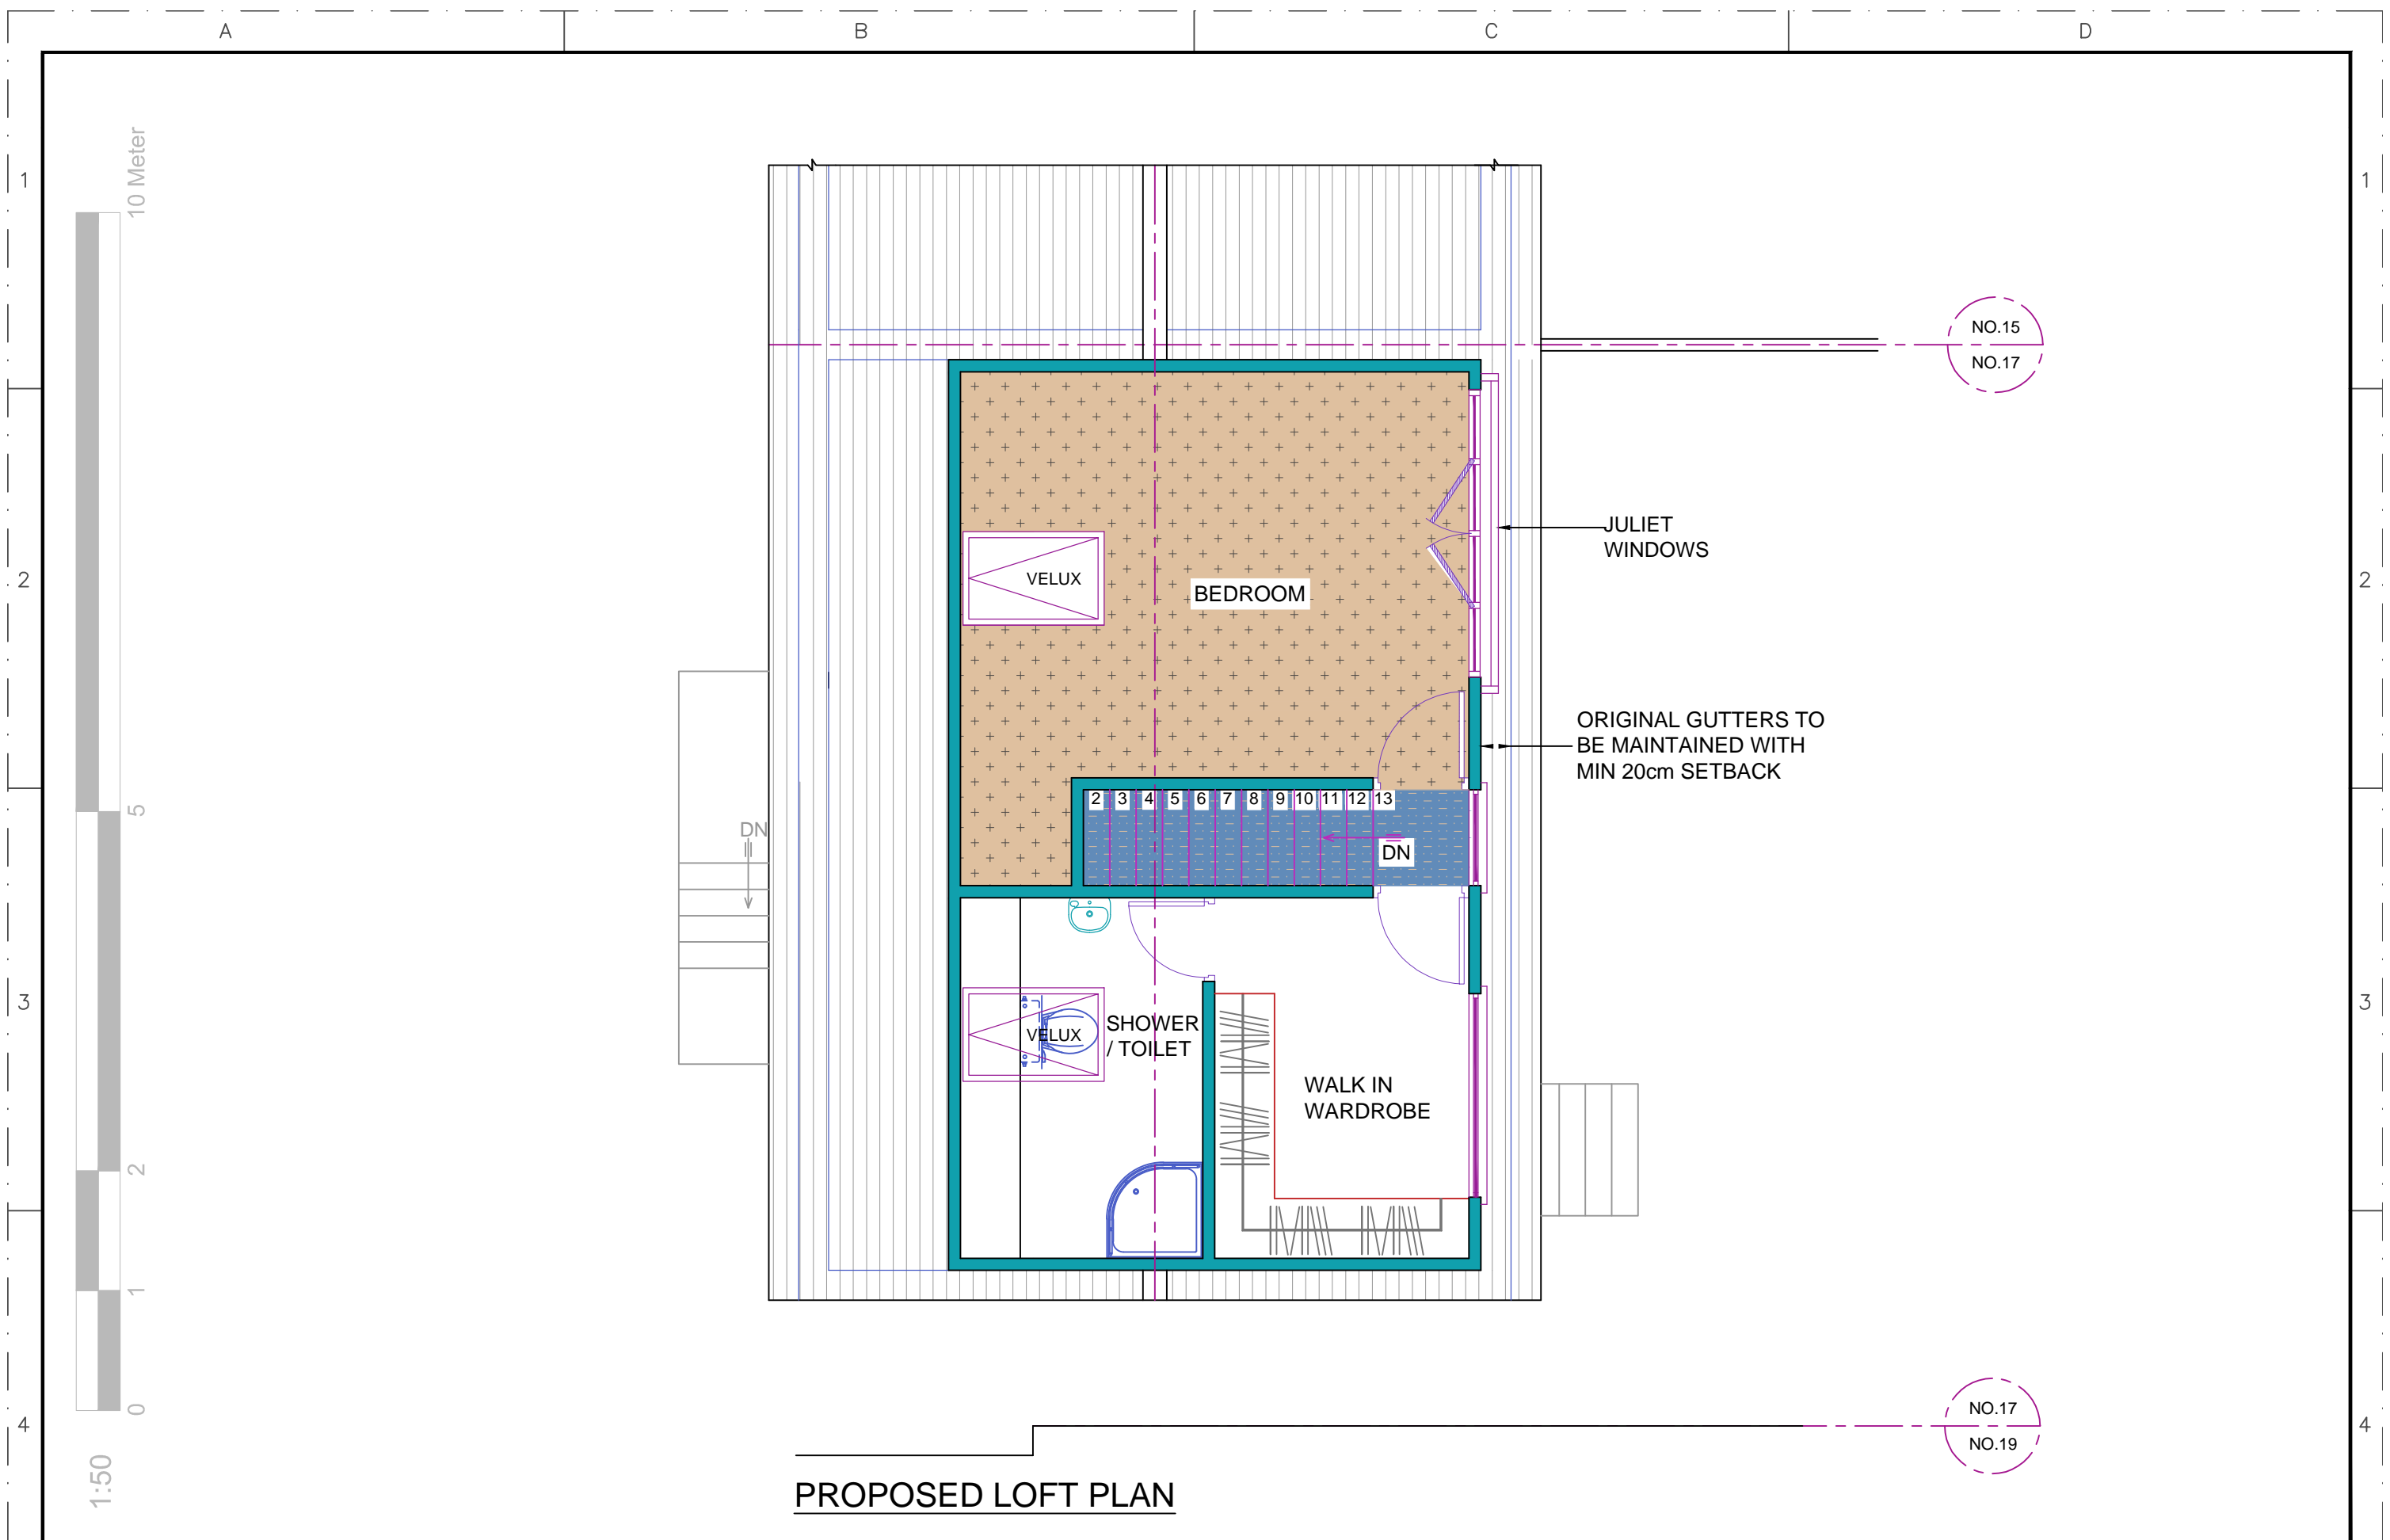 A
B
C
D
1
1
10 Meter
NO.15
NO.17
JULIET
WINDOWS
2
VELUX
BEDROOM
2
ORIGINAL GUTTERS TO
BE MAINTAINED WITH
MIN 20cm SETBACK
5
2 3 4 5 6 7 8 9 10 11 12 13
DN
DN
3
VELUX
SHOWER
/ TOILET
3
WALK IN
WARDROBE
2
1
0
4
NO.17
NO.19
4
1:50
PROPOSED LOFT PLAN